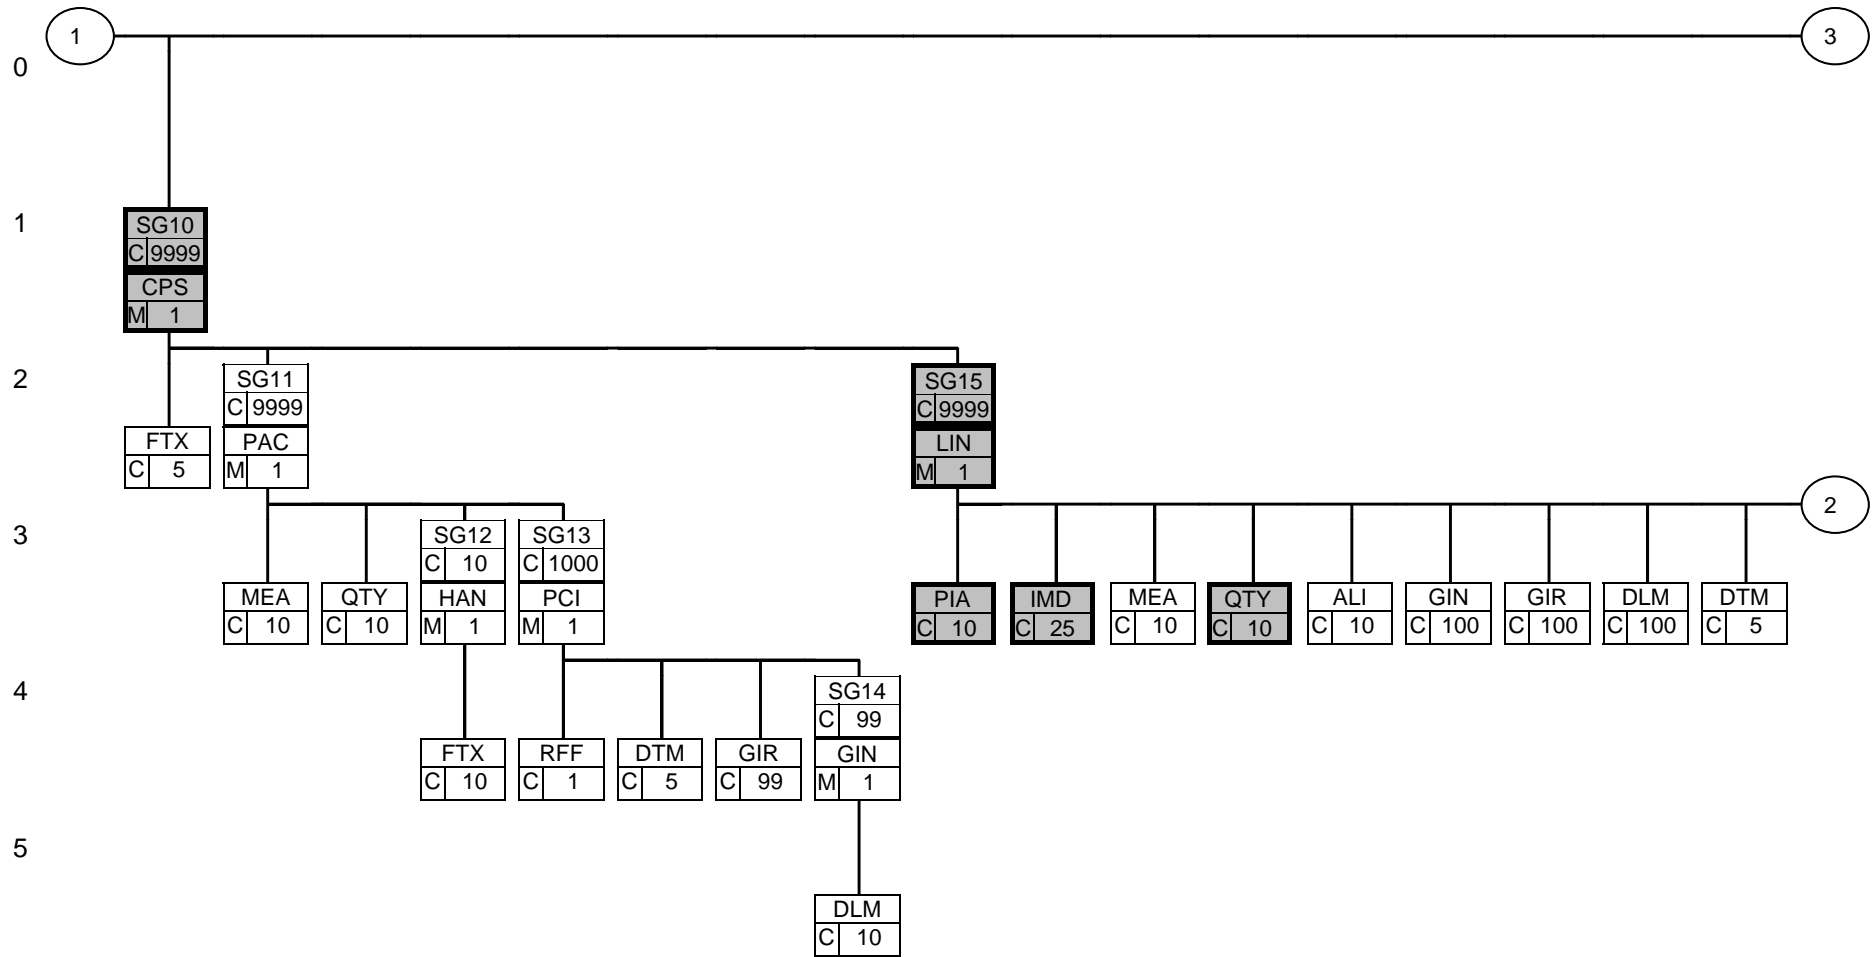 1
3
0
1
SG10
C 9999
CPS
M 1
2
SG11
C 9999
SG15
C 9999
FTX
C 5
PAC
M 1
LIN
M 1
2
3
SG12
C 10
SG13
C 1000
MEA
C 10
QTY
C 10
HAN
M 1
PCI
M 1
PIA
C 10
IMD
C 25
MEA
C 10
QTY
C 10
ALI
C 10
GIN
C 100
GIR
C 100
DLM
C 100
DTM
C 5
4
SG14
C 99
FTX
C 10
RFF
C 1
DTM
C 5
GIR
C 99
GIN
M 1
5
DLM
C 10